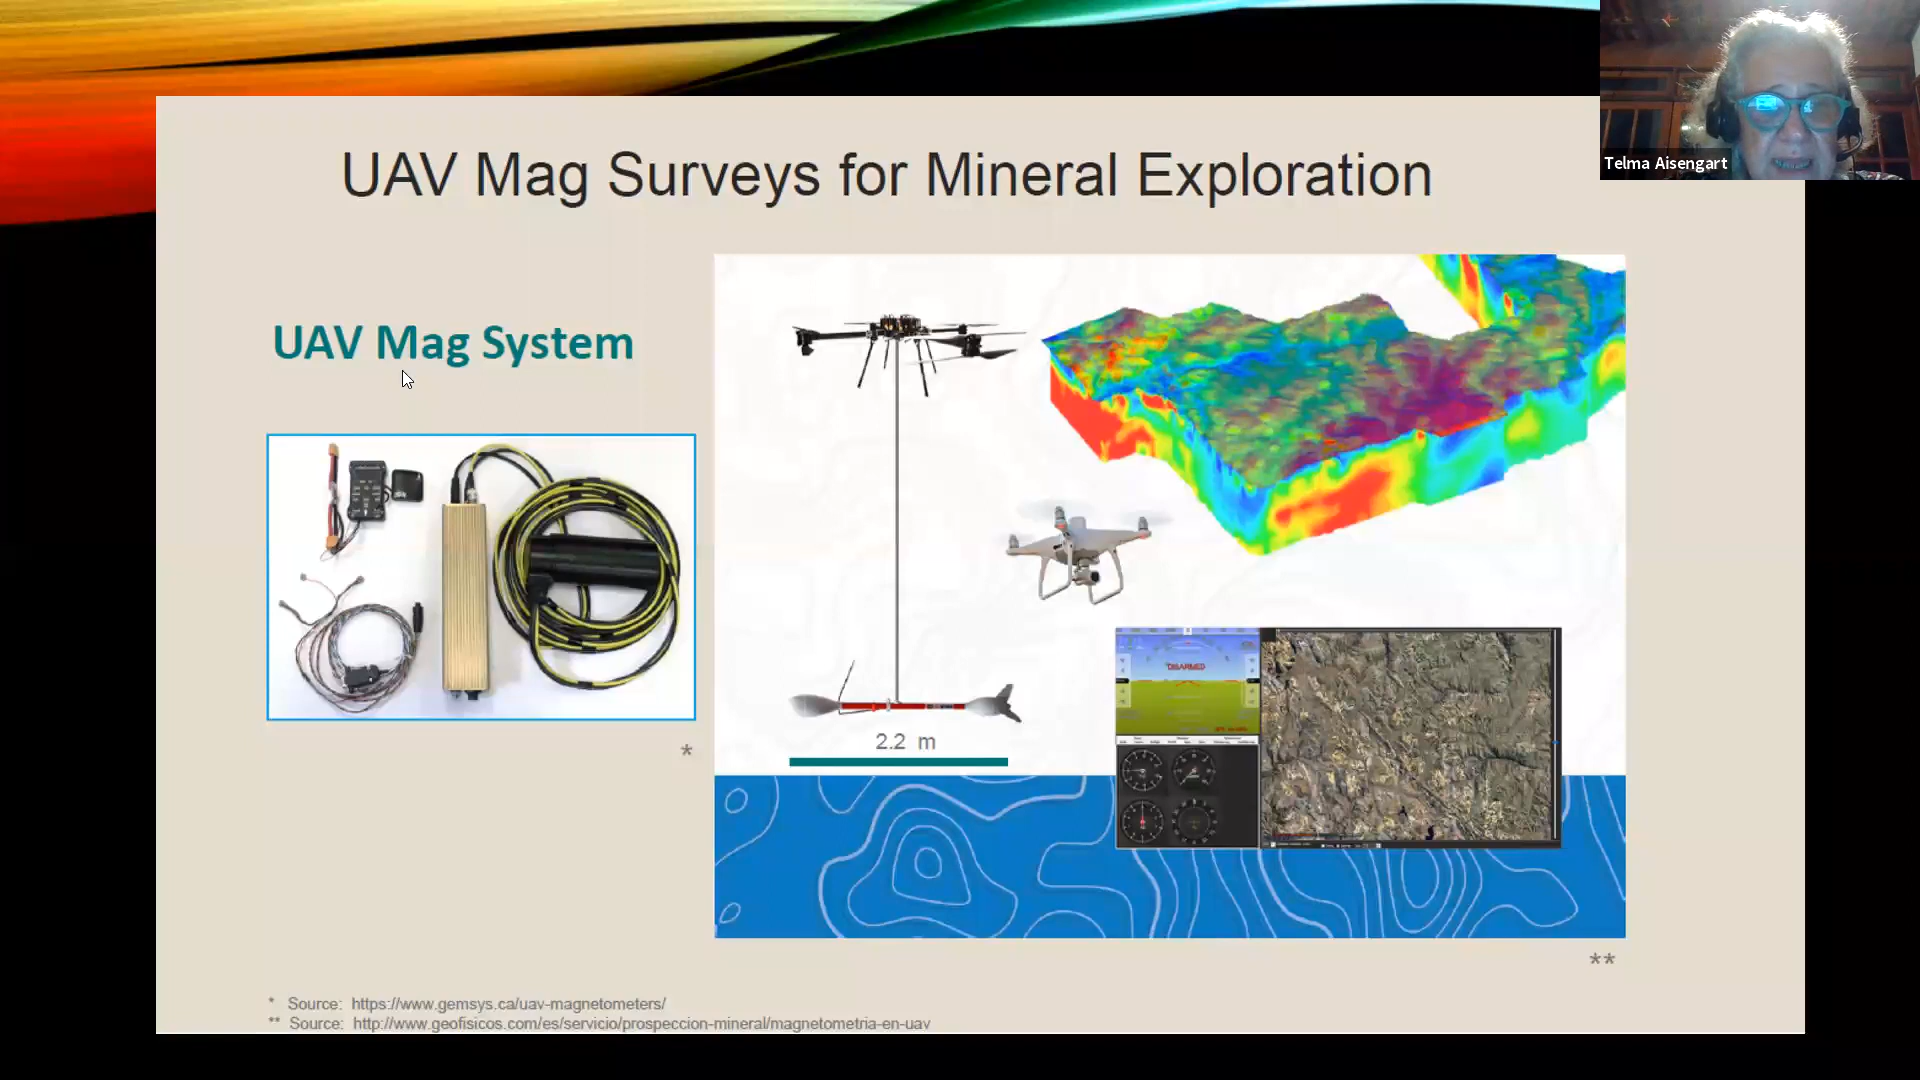 UAV Mag Surveys for Mineral Exploration
Telma Aisengart
UAV Mag System
DISARMED
2.2 m
*
**
* Source: https://www.gemsys.ca/uav-magnetometers/
** Source: http://www.geofisicos.com/es/servicio/prospeccion-mineral/magnetometria-en-uav